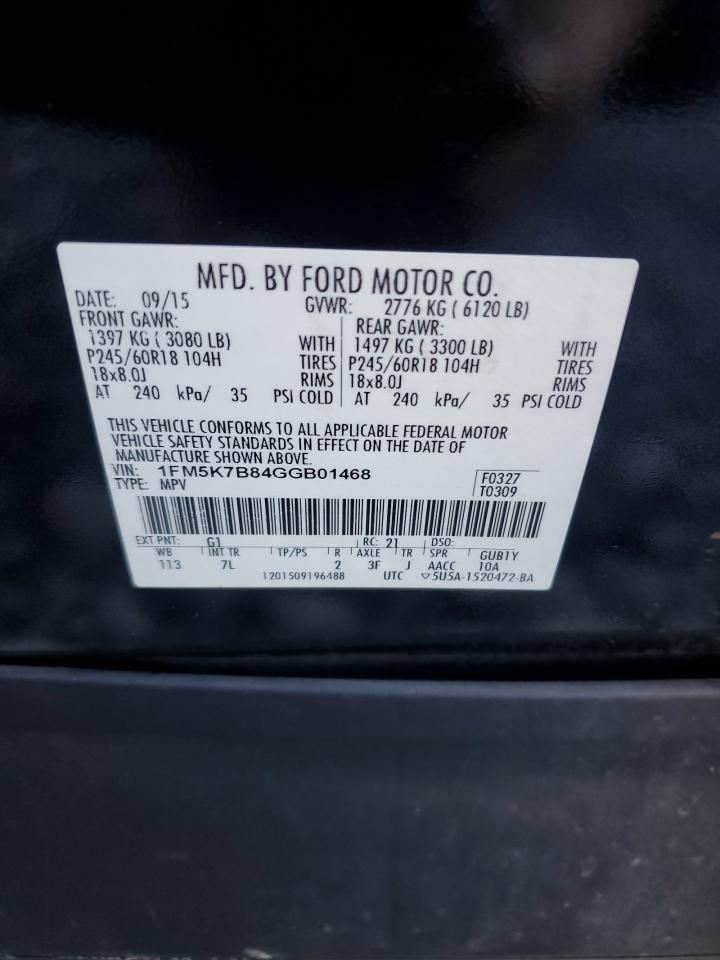 MFD. BY FORD MOTOR CO.
DATE: 09/15 GVWR: 2776 KG ( 6120 LB)
FRONT GAWR: REAR GAWR:
1397 KG ( 3080 LB) WITH 1497 KG ( 3300 LB) WITH
P245/60R18 104H TIRES P245/60R18 104H TIRES
18x8.0J RIMS 18x8.0J RIMS
AT 240 kPa/ 35 PSI COLD AT 240 kPa/ 35 PSI COLD
THIS VEHICLE CONFORMS TO ALL APPLICABLE FEDERAL MOTOR
VEHICLE SAFETY STANDARDS IN EFFECT ON THE DATE OF
MANUFACTURE SHOWN ABOVE.
VIN: 1FM5K7B84GGB01468 F0327
TYPE: MPV T0309
EXT PNT: G1 RC: 21 DSO:
WB INT TR TP/PS R AXLE TR SPR GUB1Y
113 7L 2 3F J AACC 10A
1201509196488 UTC ▽5U5A-1520472-BA